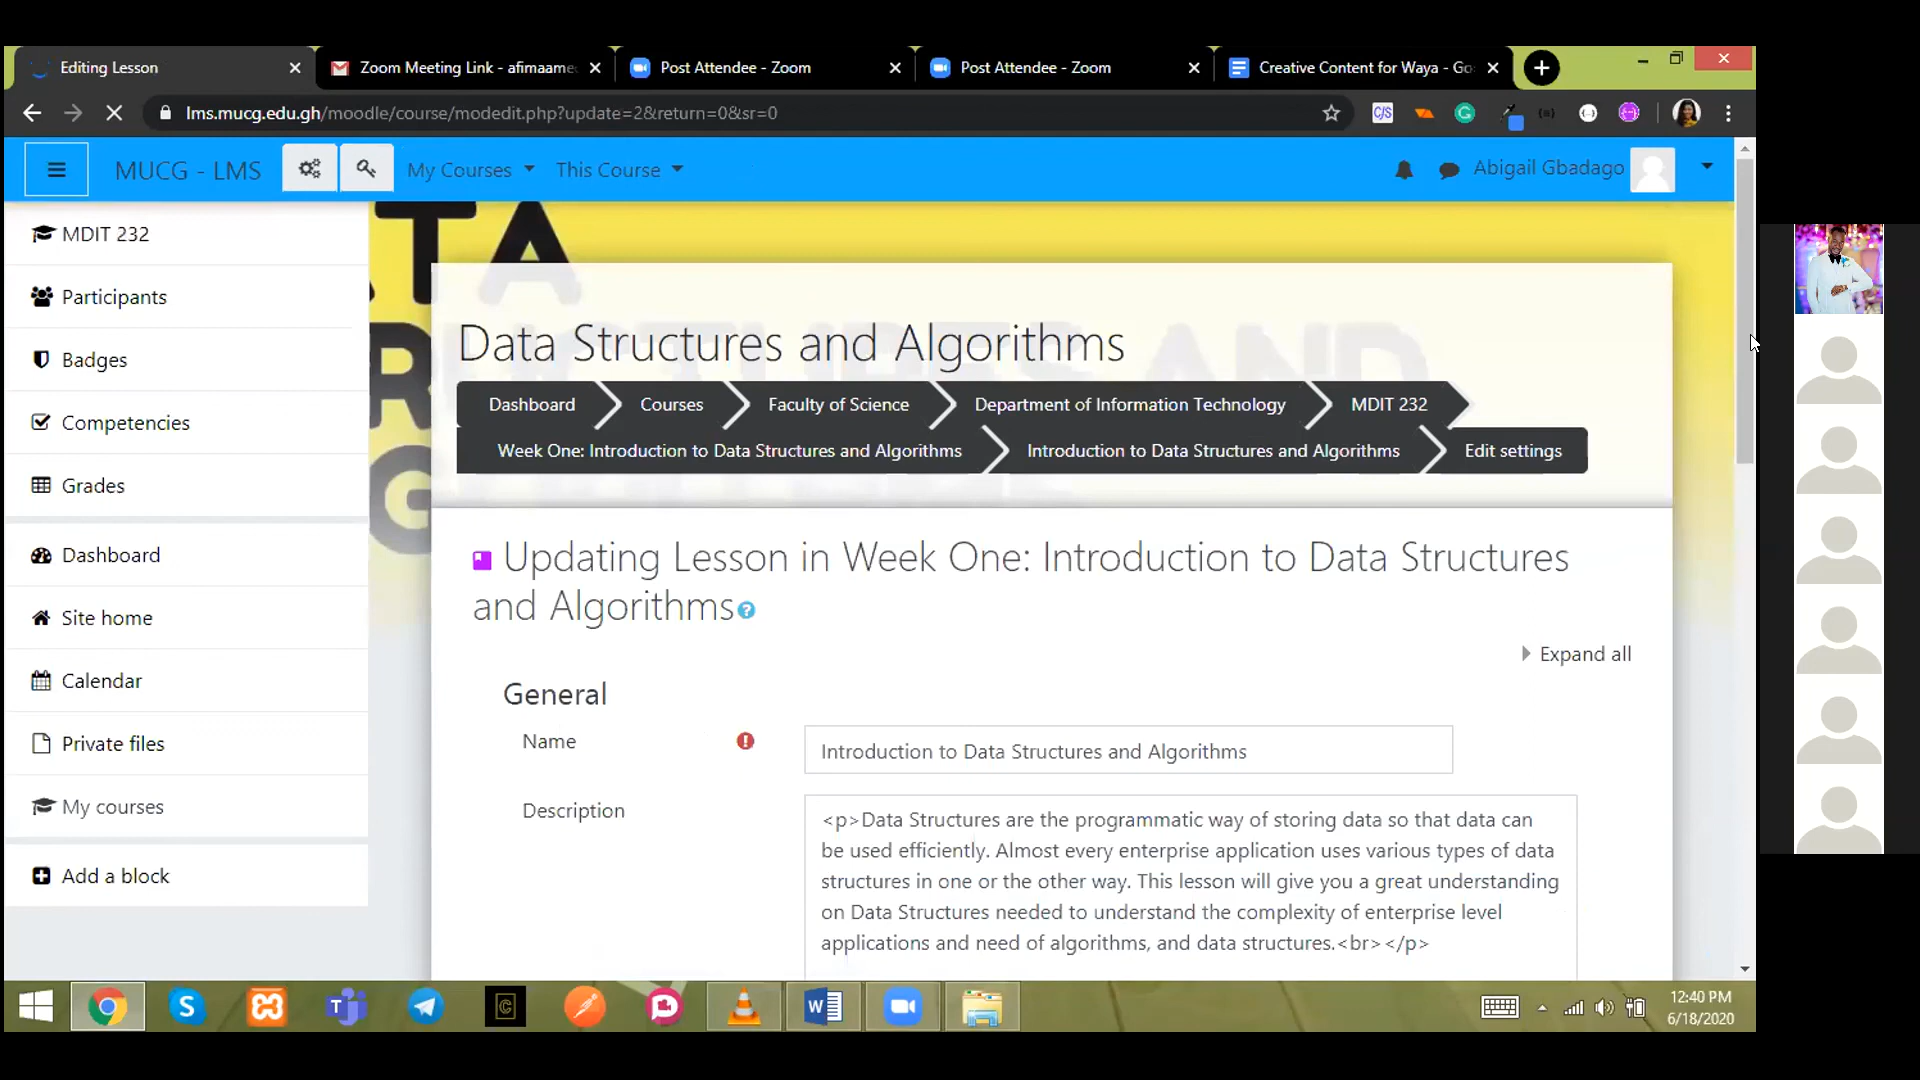 Editing Lesson
Zoom Meeting Link - afimaame
Post Attendee - Zoom
Post Attendee - Zoom
Creative Content for Waya - Go
lms.mucg.edu.gh/moodle/course/modedit.php?update=2&return=0&sr=0
MUCG - LMS
My Courses
This Course
Abigail Gbadago
MDIT 232
Participants
Badges
Competencies
Grades
Dashboard
Site home
Calendar
Private files
My courses
Add a block
Data Structures and Algorithms
Dashboard
Courses
Faculty of Science
Department of Information Technology
MDIT 232
Week One: Introduction to Data Structures and Algorithms
Introduction to Data Structures and Algorithms
Edit settings
Updating Lesson in Week One: Introduction to Data Structures
and Algorithms
Expand all
General
Name
Introduction to Data Structures and Algorithms
Description
<p>Data Structures are the programmatic way of storing data so that data can
be used efficiently. Almost every enterprise application uses various types of data
structures in one or the other way. This lesson will give you a great understanding
on Data Structures needed to understand the complexity of enterprise level
applications and need of algorithms, and data structures.<br></p>
12:40 PM
6/18/2020